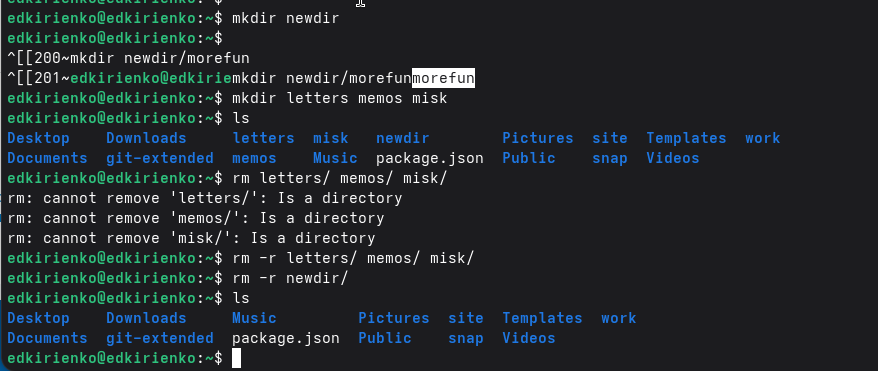 edkirienko@edkirienko:~$ mkdir newdir
edkirienko@edkirienko:~$
^[[200~mkdir newdir/morefun
^[[201~edkirienko@edkiriemkdir newdir/morefunmorefun
edkirienko@edkirienko:~$ mkdir letters memos misk
edkirienko@edkirienko:~$ ls
Desktop Downloads letters misk newdir Pictures site Templates work
Documents git-extended memos Music package.json Public snap Videos
edkirienko@edkirienko:~$ rm letters/ memos/ misk/
rm: cannot remove 'letters/': Is a directory
rm: cannot remove 'memos/': Is a directory
rm: cannot remove 'misk/': Is a directory
edkirienko@edkirienko:~$ rm -r letters/ memos/ misk/
edkirienko@edkirienko:~$ rm -r newdir/
edkirienko@edkirienko:~$ ls
Desktop Downloads Music Pictures site Templates work
Documents git-extended package.json Public snap Videos
edkirienko@edkirienko:~$